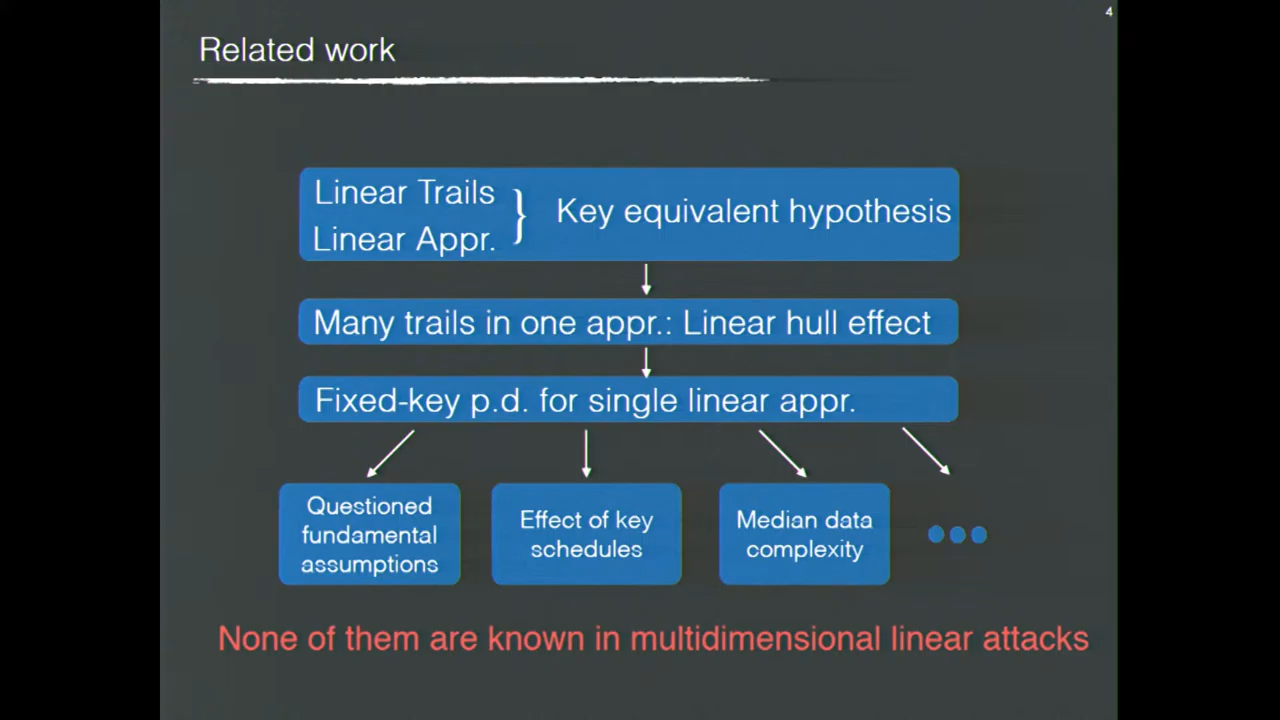 4
Related work
Linear Trails
Linear Appr.
} Key equivalent hypothesis
Many trails in one appr.: Linear hull effect
Fixed-key p.d. for single linear appr.
Questioned
fundamental
assumptions
Effect of key
schedules
Median data
complexity
None of them are known in multidimensional linear attacks